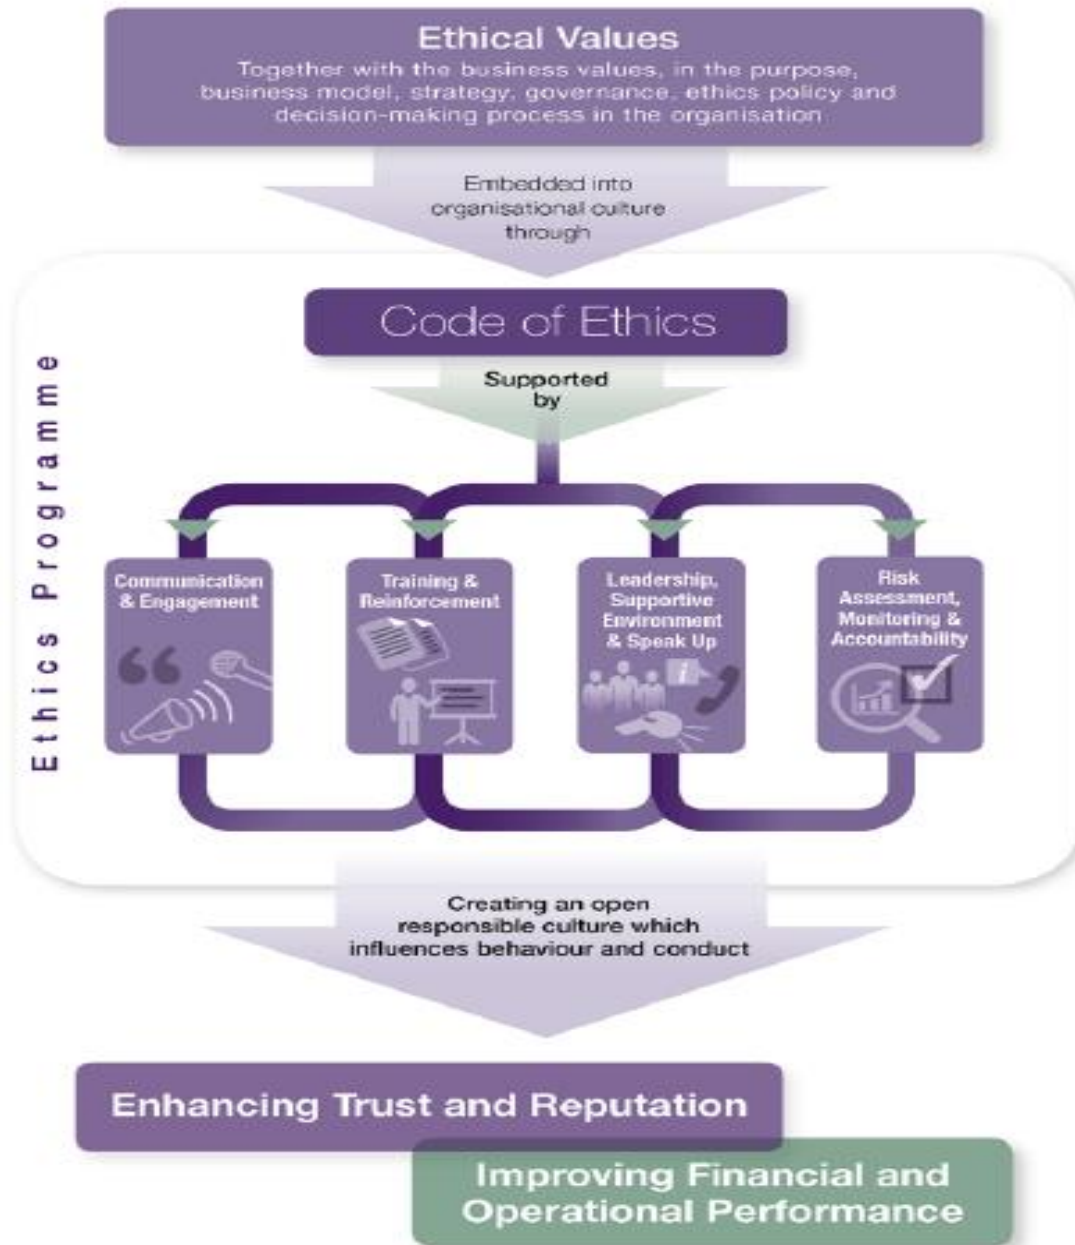 Ethical Values
Together with the business values, in the purpose,
business model, strategy, governance, ethics policy and
decision-making process in the organisation
Embedded into
organisational culture
through
Ethics Programme
Code of Ethics
Supported
by
Communication
& Engagement
Training &
Reinforcement
Leadership,
Supportive
Environment
& Speak Up
Risk
Assessment,
Monitoring &
Accountability
Creating an open
responsible culture which
influences behaviour and conduct
Enhancing Trust and Reputation
Improving Financial and
Operational Performance